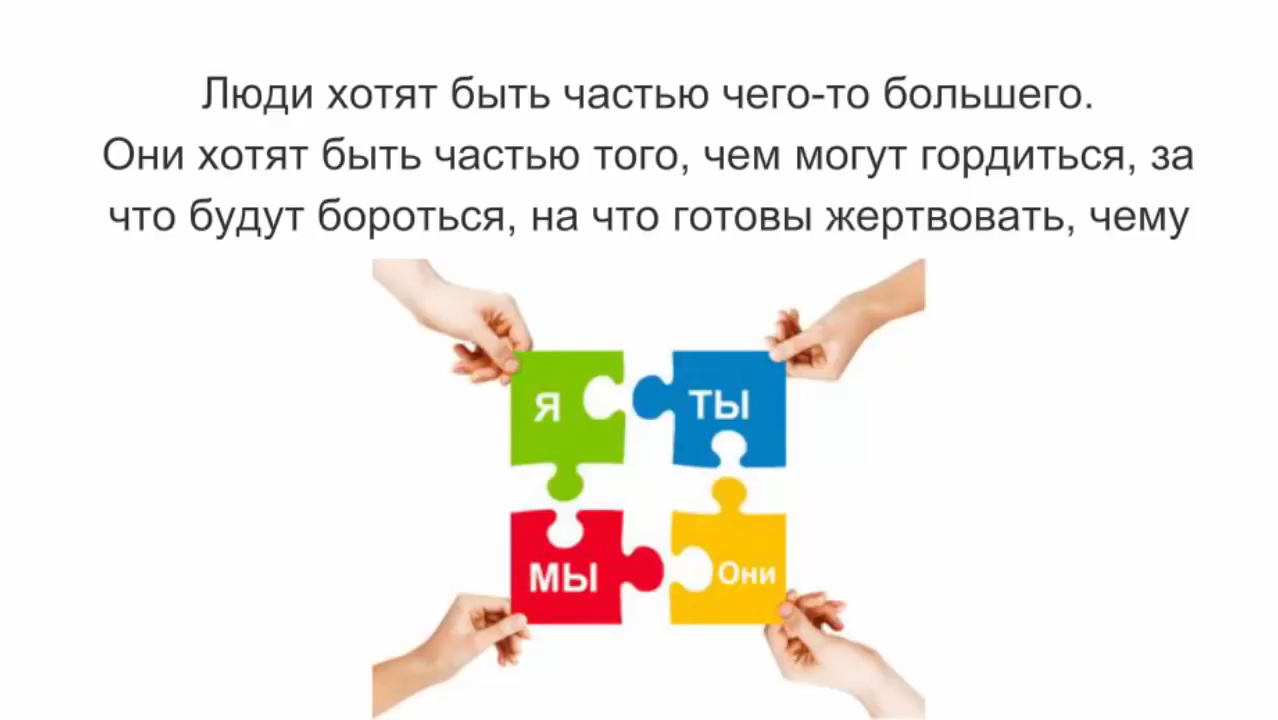 Люди хотят быть частью чего-то большего.
Они хотят быть частью того, чем могут гордиться, за
что будут бороться, на что готовы жертвовать, чему
Я
ТЫ
МЫ
Они